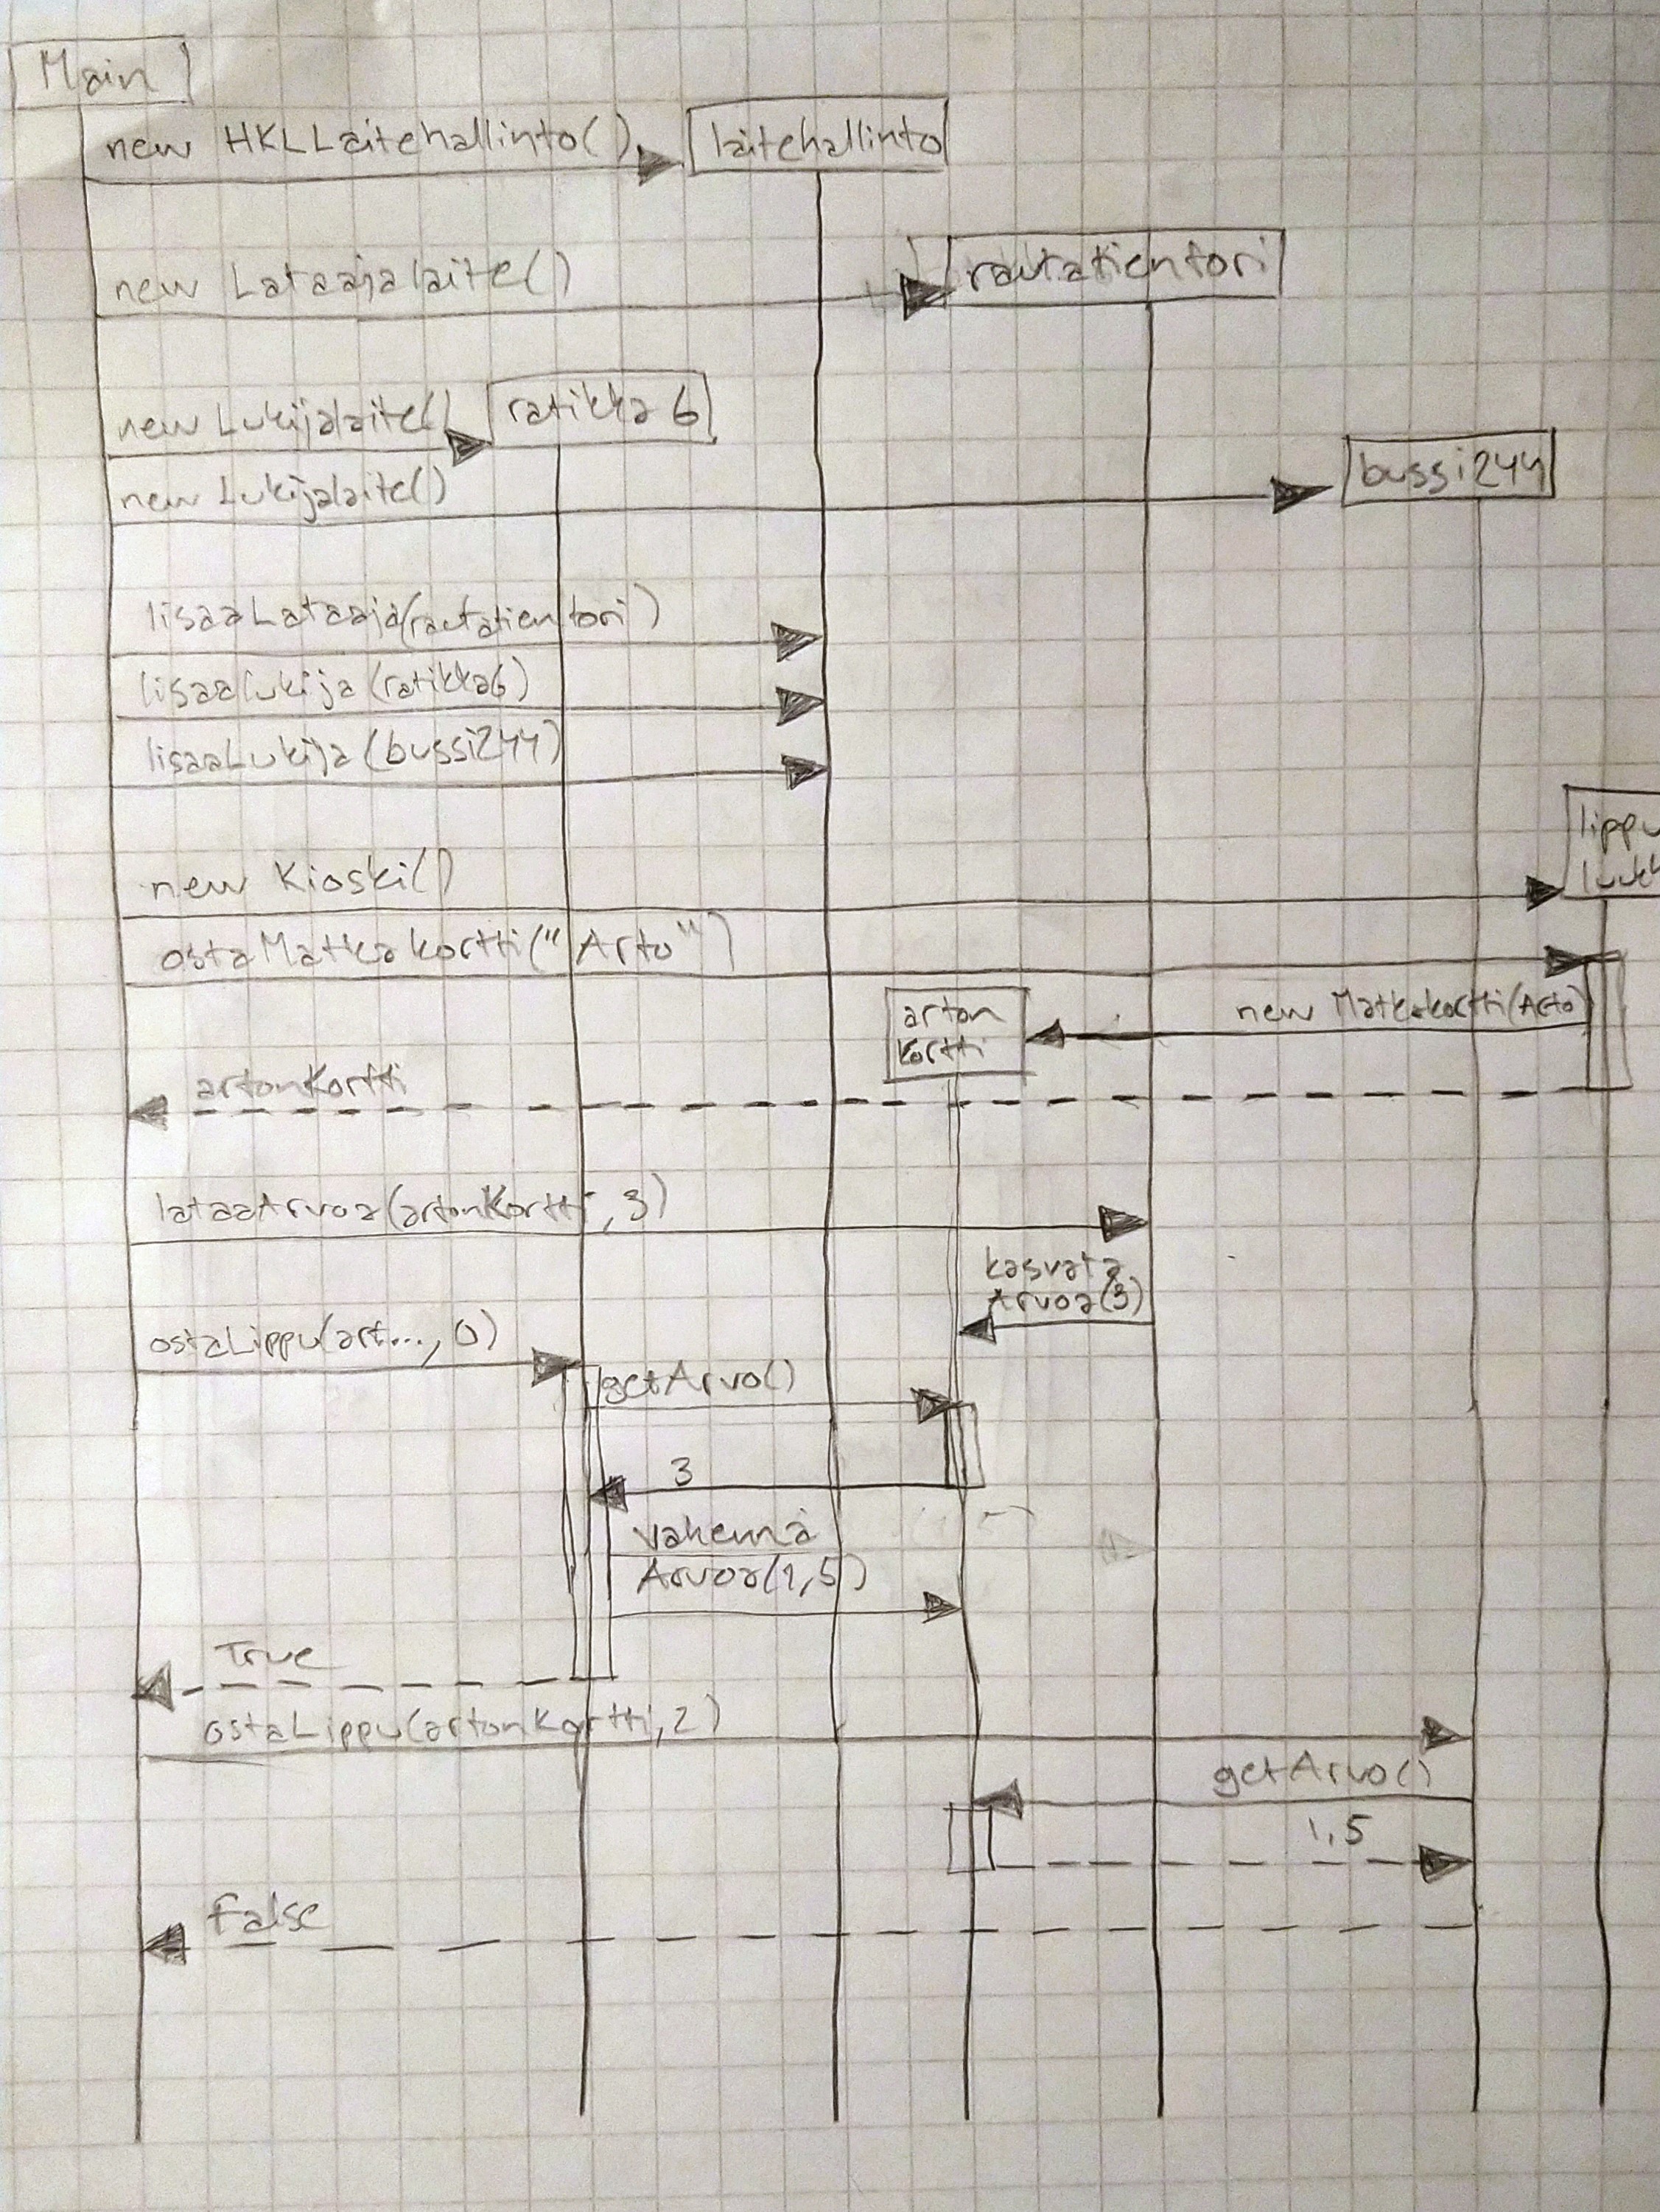 Main
new HKLLaitehallinto()
laitehallinto
new Lataajalaite()
rautatientori
new Lukijalaite()
ratikka 6
new Lukijalaite()
bussi244
lisaaLataaja(rautatientori)
lisaaLukija (ratikka6)
lisaaLukija (bussi244)
new Kioski()
lippu
luukk
ostaMatkakortti("Arto")
new Matkakortti(Arto)
arton
kortti
artonKortti
lataaArvoa(artonKortti, 3)
kasvata
Arvoa(3)
ostaLippu(art..., 0)
getArvo()
3
vahennä
Arvoa(1,5)
True
ostaLippu(artonKortti, 2)
getArvo()
1,5
False